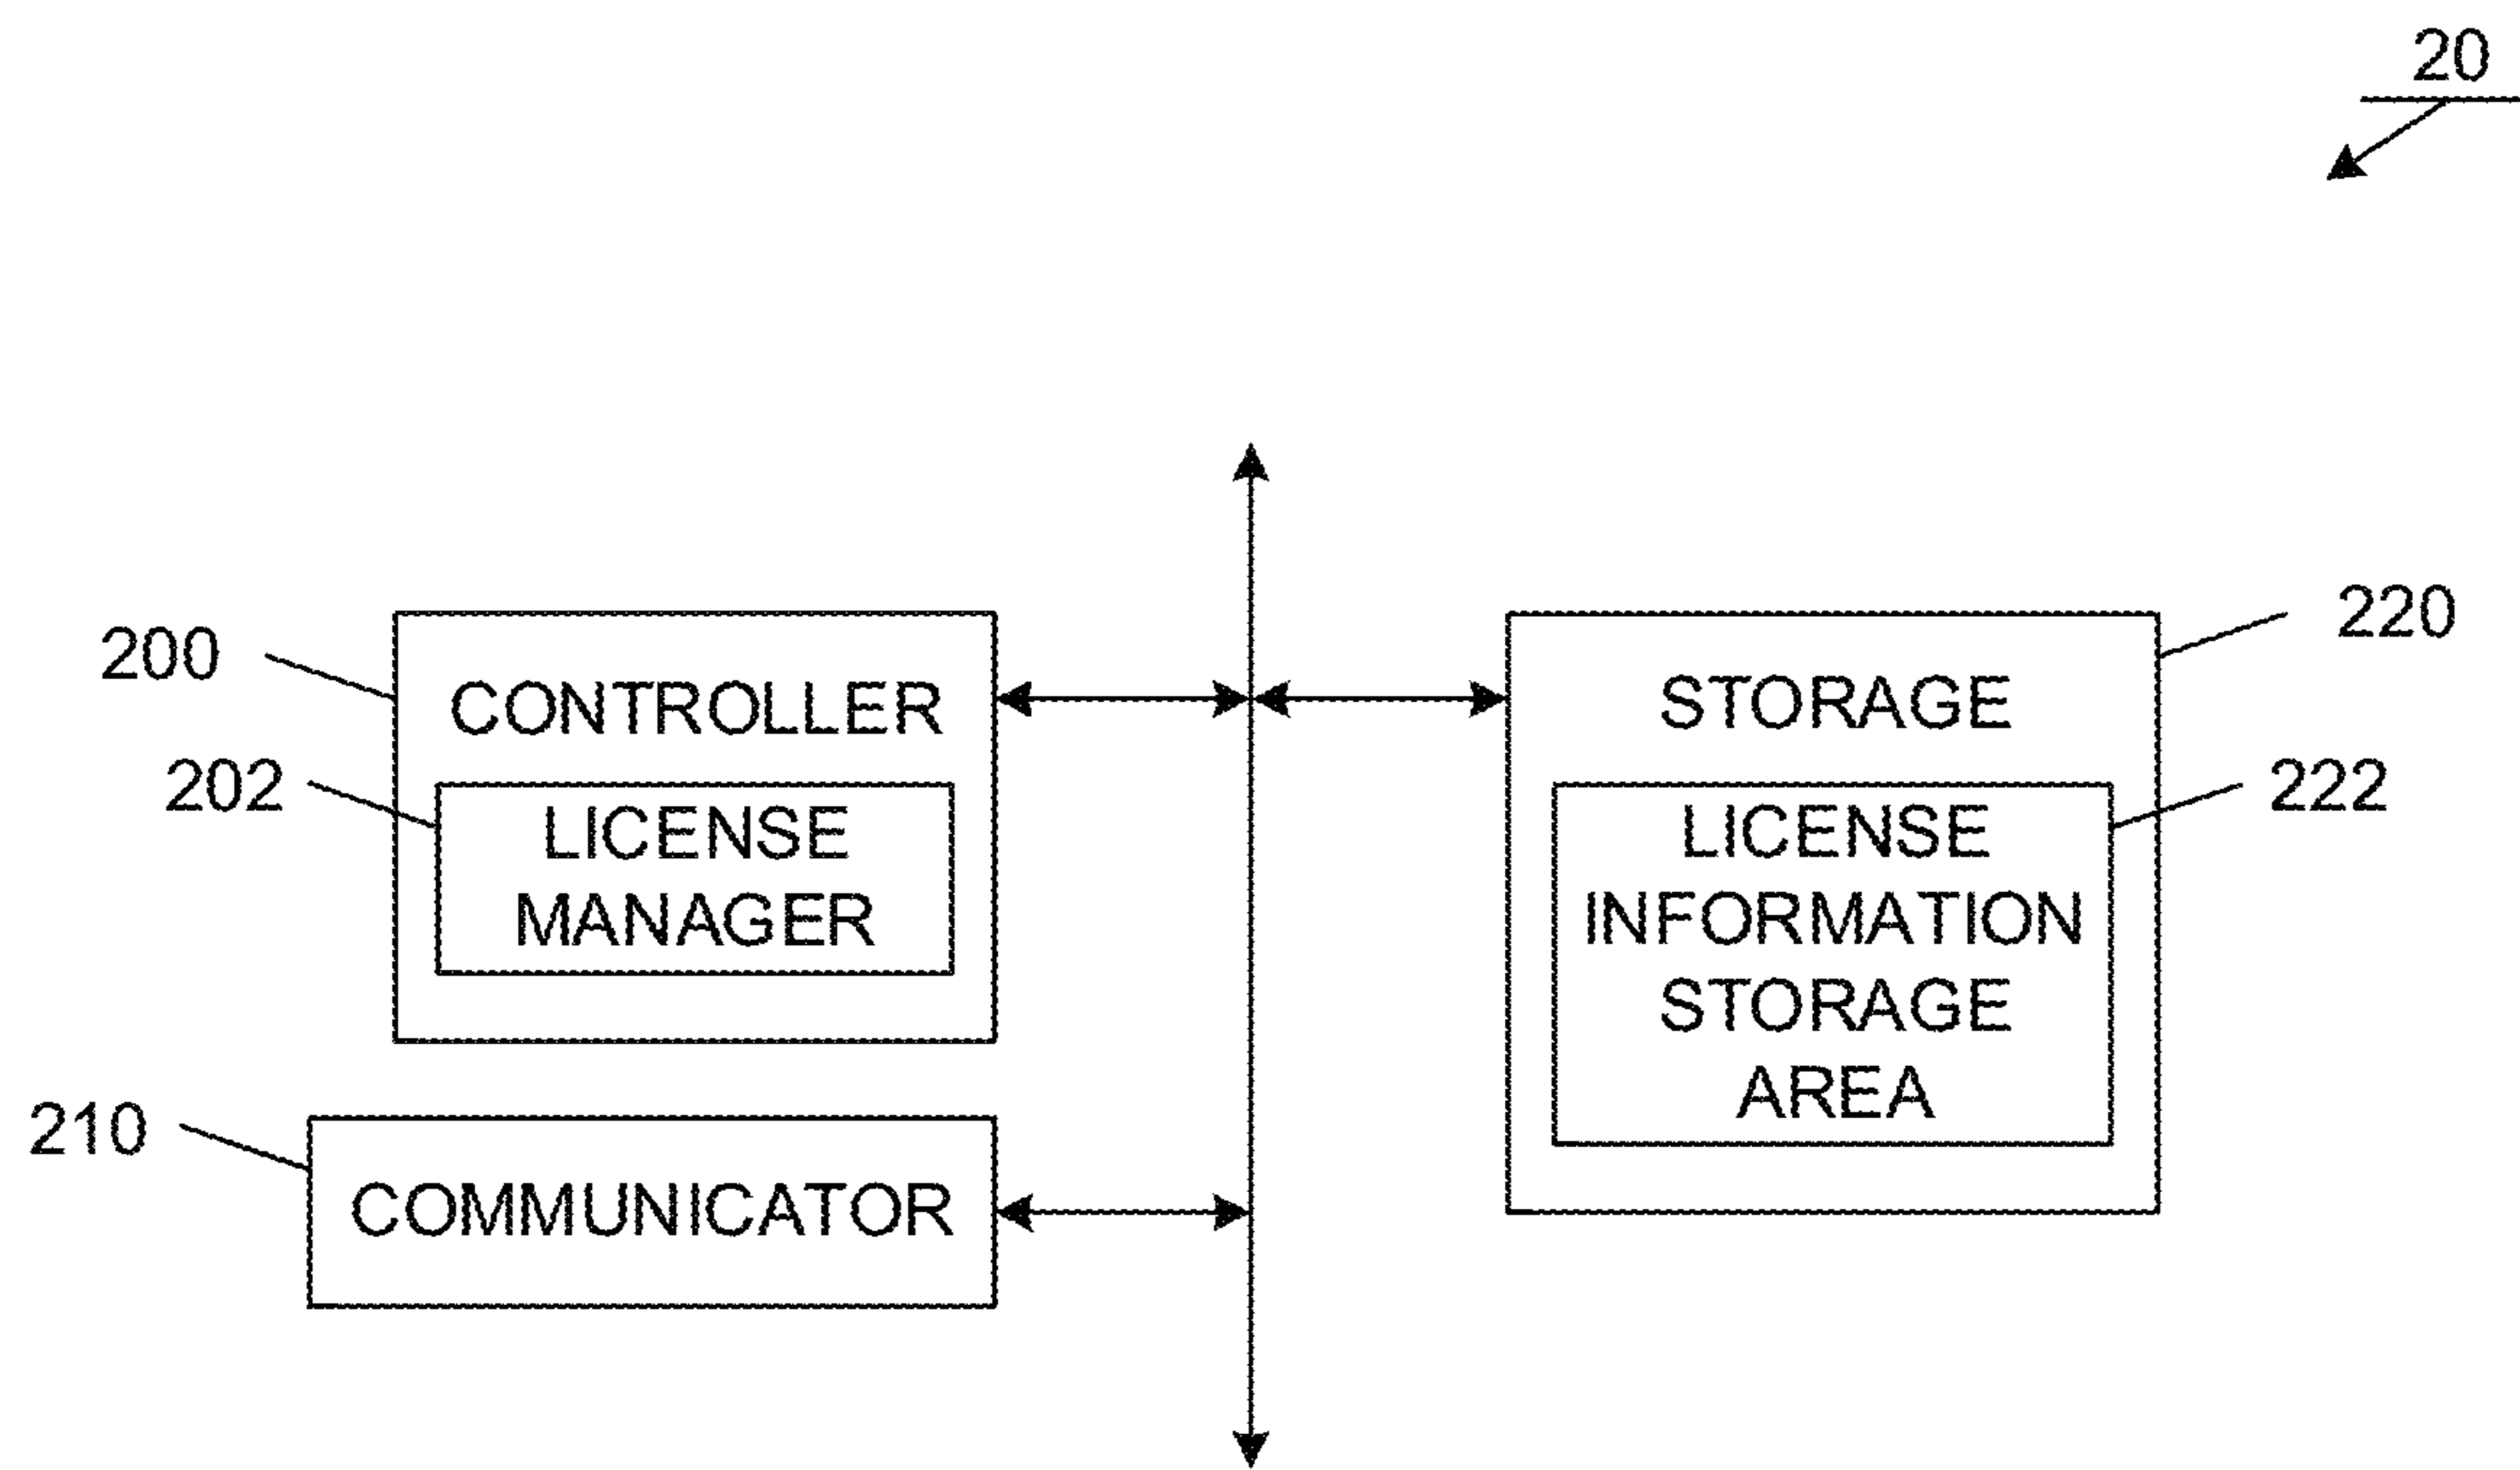 20
200
CONTROLLER
202
LICENSE
MANAGER
210
COMMUNICATOR
220
STORAGE
222
LICENSE
INFORMATION
STORAGE
AREA